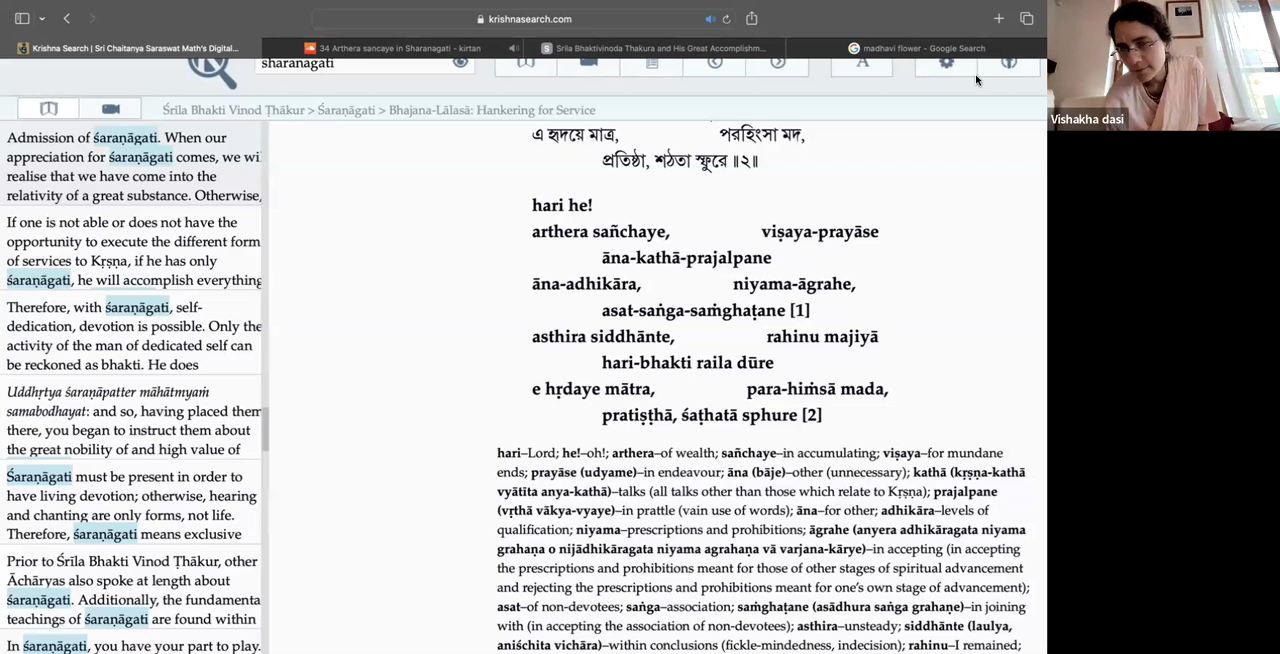 krishnasearch.com
Krishna Search | Sri Chaitanya Saraswat Math's Digital...
34 Arthera sancaye in Sharanagati - kirtan
Srila Bhaktivinoda Thakura and His Great Accomplishm...
madhavi flower - Google Search
sharanagati
A
Śrīla Bhakti Vinod Ṭhākur > Śaraṇāgati > Bhajana-Lālasā: Hankering for Service
Admission of śaraṇāgati. When our
appreciation for śaraṇāgati comes, we wil
realise that we have come into the
relativity of a great substance. Otherwise,
If one is not able or does not have the
opportunity to execute the different form
of services to Kṛṣṇa, if he has only
śaraṇāgati, he will accomplish everything
Therefore, with śaraṇāgati, self-
dedication, devotion is possible. Only the
activity of the man of dedicated self can
be reckoned as bhakti. He does
Uddhṛtya śaraṇāpatter māhātmyaṁ
samabodhayat: and so, having placed them
there, you began to instruct them about
the great nobility of and high value of
Śaraṇāgati must be present in order to
have living devotion; otherwise, hearing
and chanting are only forms, not life.
Therefore, śaraṇāgati means exclusive
Prior to Śrīla Bhakti Vinod Ṭhākur, other
Āchāryas also spoke at length about
śaraṇāgati. Additionally, the fundamenta
teachings of śaraṇāgati are found within
In śaraṇāgati, you have your part to play.
এ হৃদয়ে মাত্র, পরহিংসা মদ,
প্রতিষ্ঠা, শঠতা স্ফুরে ॥২॥
hari he!
arthera sañchaye, viṣaya-prayāse
āna-kathā-prajalpane
āna-adhikāra, niyama-āgrahe,
asat-saṅga-saṁghaṭane [1]
asthira siddhānte, rahinu majiyā
hari-bhakti raila dūre
e hṛdaye mātra, para-hiṁsā mada,
pratiṣṭhā, śaṭhatā sphure [2]
hari–Lord; he!–oh!; arthera–of wealth; sañchaye–in accumulating; viṣaya–for mundane
ends; prayāse (udyame)–in endeavour; āna (bāje)–other (unnecessary); kathā (kṛṣṇa-kathā
vyātīta anya-kathā)–talks (all talks other than those which relate to Kṛṣṇa); prajalpane
(vṛthā vākya-vyaye)–in prattle (vain use of words); āna–for other; adhikāra–levels of
qualification; niyama–prescriptions and prohibitions; āgrahe (anyera adhikāragata niyama
grahaṇa o nijādhikāragata niyama agrahaṇa vā varjana-kārye)–in accepting (in accepting
the prescriptions and prohibitions meant for those of other stages of spiritual advancement
and rejecting the prescriptions and prohibitions meant for one's own stage of advancement);
asat–of non-devotees; saṅga–association; saṁghaṭane (asādhura saṅga grahaṇe)–in joining
with (in accepting the association of non-devotees); asthira–unsteady; siddhānte (laulya,
aniśchita vichāra)–within conclusions (fickle-mindedness, indecision); rahinu–I remained;
Vishakha dasi